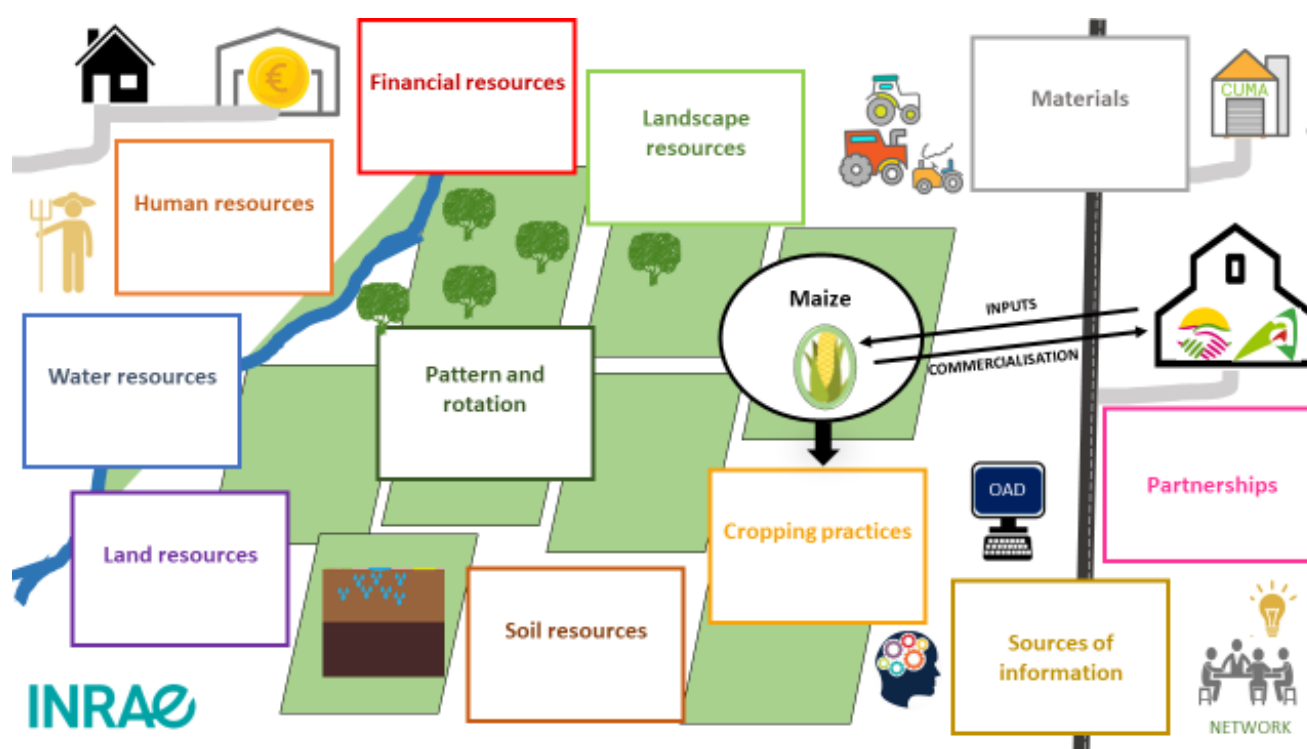 Financial resources
Landscape
resources
Materials
CUMA
Human resources
Maize
INPUTS
COMMERCIALISATION
Water resources
Pattern and
rotation
OAD
Partnerships
Cropping practices
Land resources
Soil resources
Sources of
information
INRAE
NETWORK